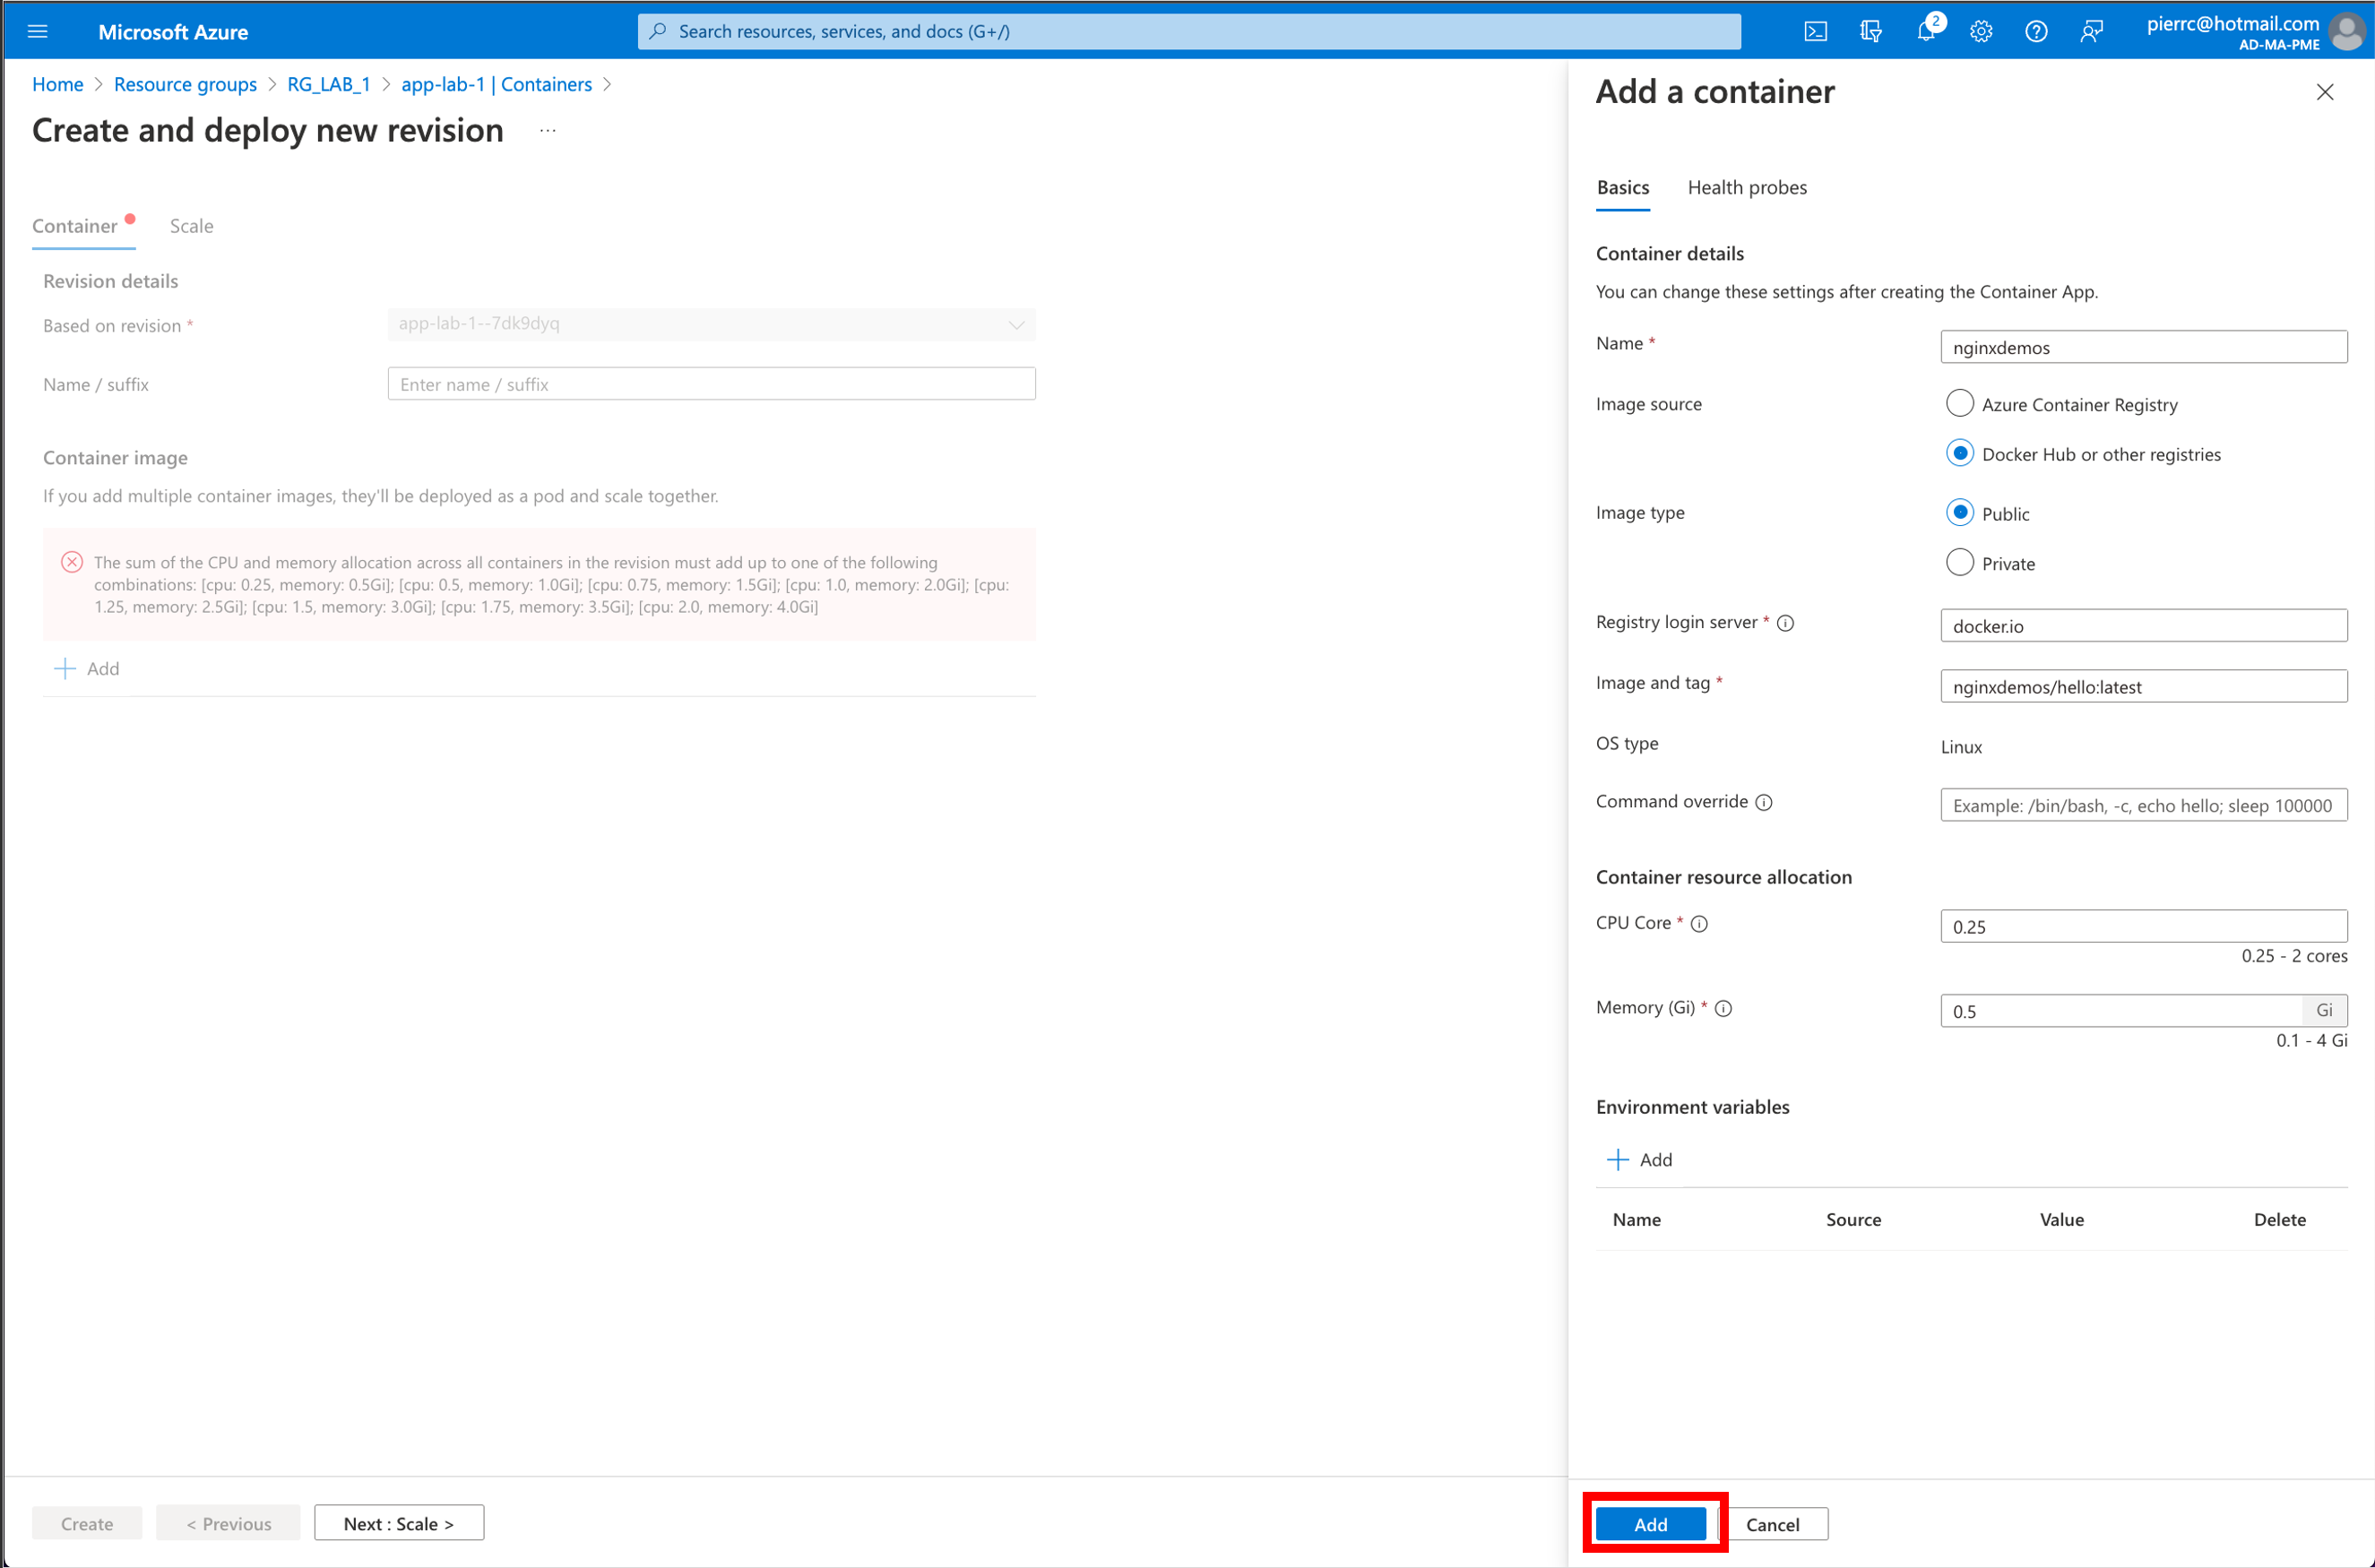 Microsoft Azure
Search resources, services, and docs (G+/)
2
pierrc@hotmail.com
AD-MA-PME
Home > Resource groups > RG_LAB_1 > app-lab-1 | Containers >
Create and deploy new revision ...
Container
Scale
Revision details
Based on revision *
app-lab-1--7dk9dyq
Name / suffix
Enter name / suffix
Container image
If you add multiple container images, they'll be deployed as a pod and scale together.
The sum of the CPU and memory allocation across all containers in the revision must add up to one of the following
combinations: [cpu: 0.25, memory: 0.5Gi]; [cpu: 0.5, memory: 1.0Gi]; [cpu: 0.75, memory: 1.5Gi]; [cpu: 1.0, memory: 2.0Gi]; [cpu:
1.25, memory: 2.5Gi]; [cpu: 1.5, memory: 3.0Gi]; [cpu: 1.75, memory: 3.5Gi]; [cpu: 2.0, memory: 4.0Gi]
Add
Create
< Previous
Next : Scale >
Add a container
Basics
Health probes
Container details
You can change these settings after creating the Container App.
Name *
nginxdemos
Image source
Azure Container Registry
Docker Hub or other registries
Image type
Public
Private
Registry login server *
docker.io
Image and tag *
nginxdemos/hello:latest
OS type
Linux
Command override
Example: /bin/bash, -c, echo hello; sleep 100000
Container resource allocation
CPU Core *
0.25
0.25 - 2 cores
Memory (Gi) *
0.5
Gi
0.1 - 4 Gi
Environment variables
Add
Name Source Value Delete
Add
Cancel